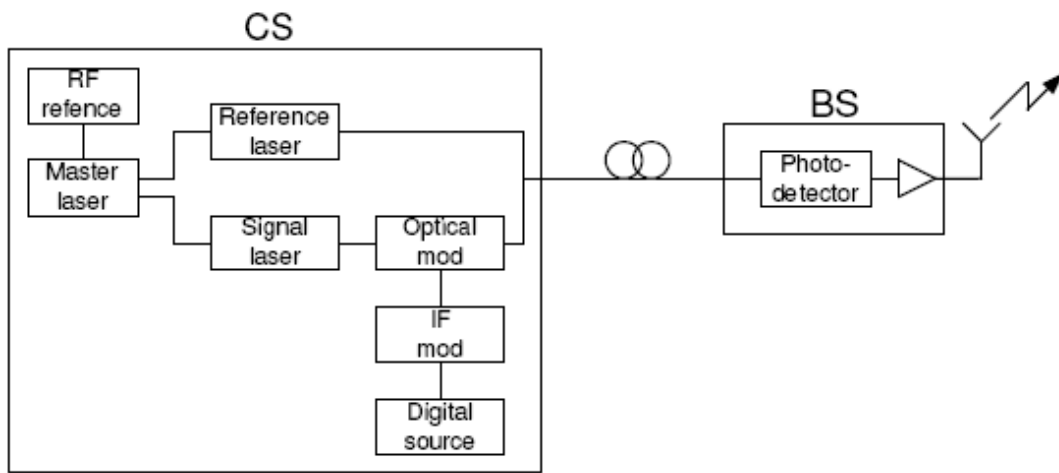 CS
RF
refence
Reference
laser
Master
laser
Signal
laser
Optical
mod
IF
mod
Digital
source
BS
Photo-
detector